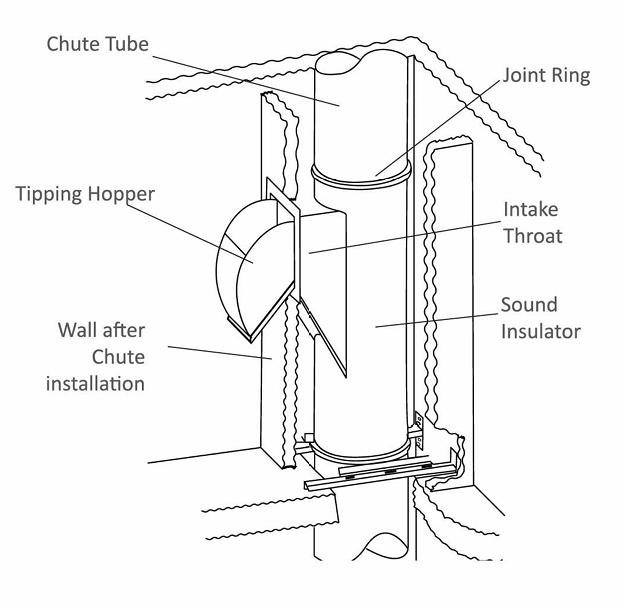 Chute Tube
Joint Ring
Tipping Hopper
Intake
Throat
Sound
Insulator
Wall after
Chute
installation